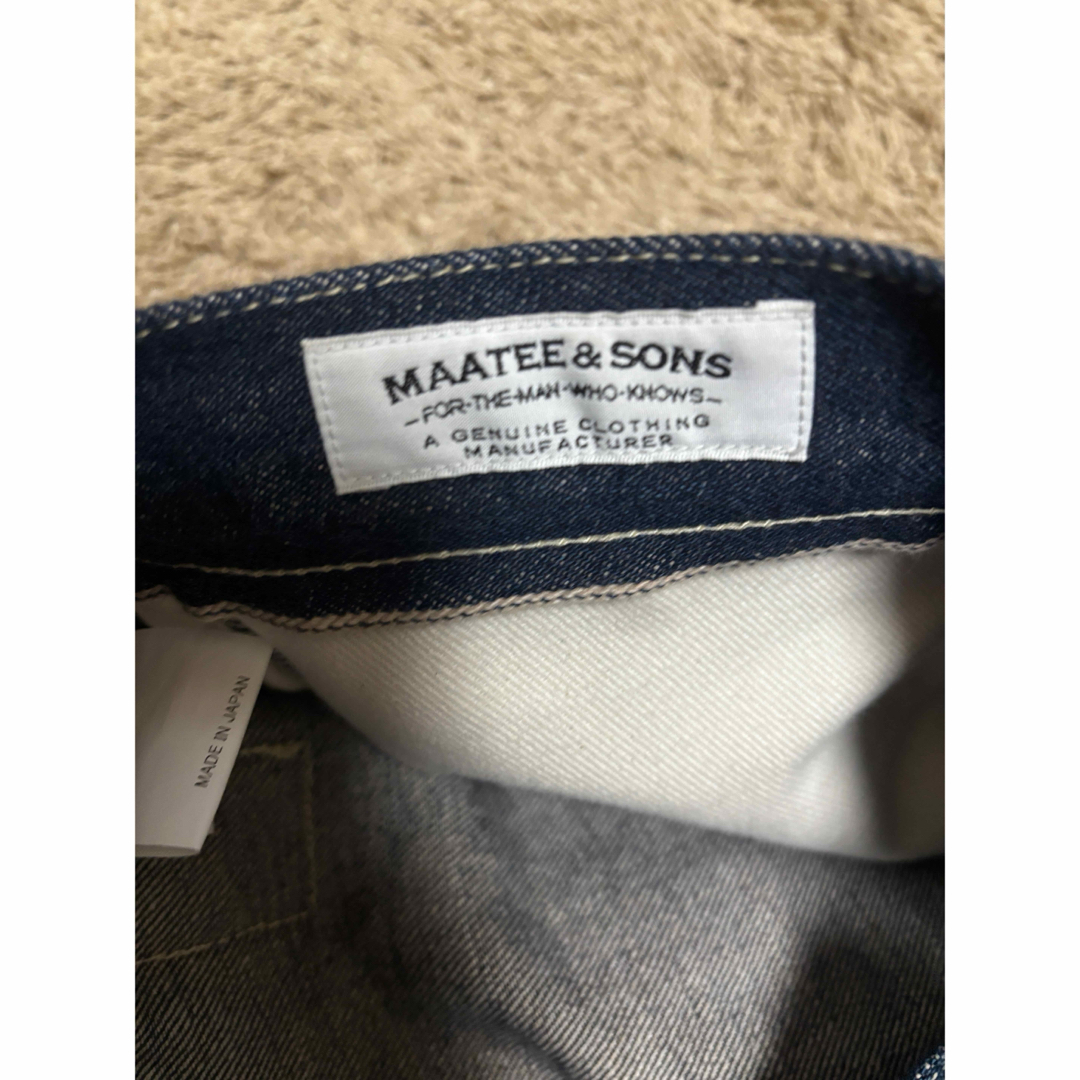 MAATEE & SONS
-FOR-THE-MAN-WHO-KNOWS-
A GENUINE CLOTHING
MANUFACTURER
MADE IN JAPAN